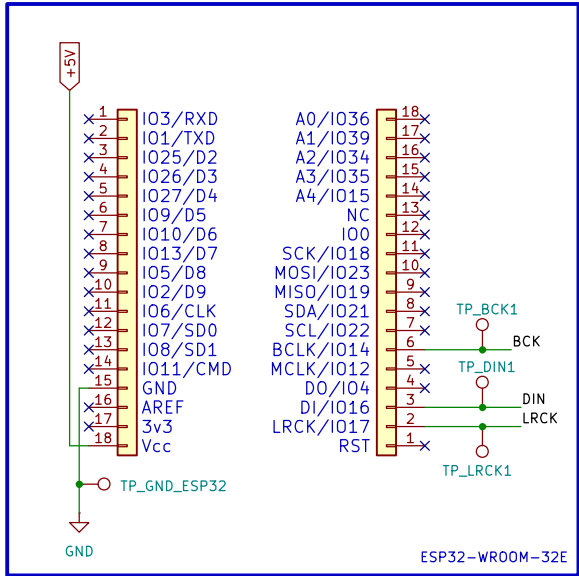 +5V
1 IO3/RXD
2 IO1/TXD
3 IO25/D2
4 IO26/D3
5 IO27/D4
6 IO9/D5
7 IO10/D6
8 IO13/D7
9 IO5/D8
10 IO2/D9
11 IO6/CLK
12 IO7/SD0
13 IO8/SD1
14 IO11/CMD
15 GND
16 AREF
17 3v3
18 Vcc
TP_GND_ESP32
GND
A0/IO36 18
A1/IO39 17
A2/IO34 16
A3/IO35 15
A4/IO15 14
NC 13
IO0 12
SCK/IO18 11
MOSI/IO23 10
MISO/IO19 9
SDA/IO21 8
SCL/IO22 7
BCLK/IO14 6
MCLK/IO12 5
DO/IO4 4
DI/IO16 3
LRCK/IO17 2
RST 1
TP_BCK1
BCK
TP_DIN1
DIN
LRCK
TP_LRCK1
ESP32-WROOM-32E